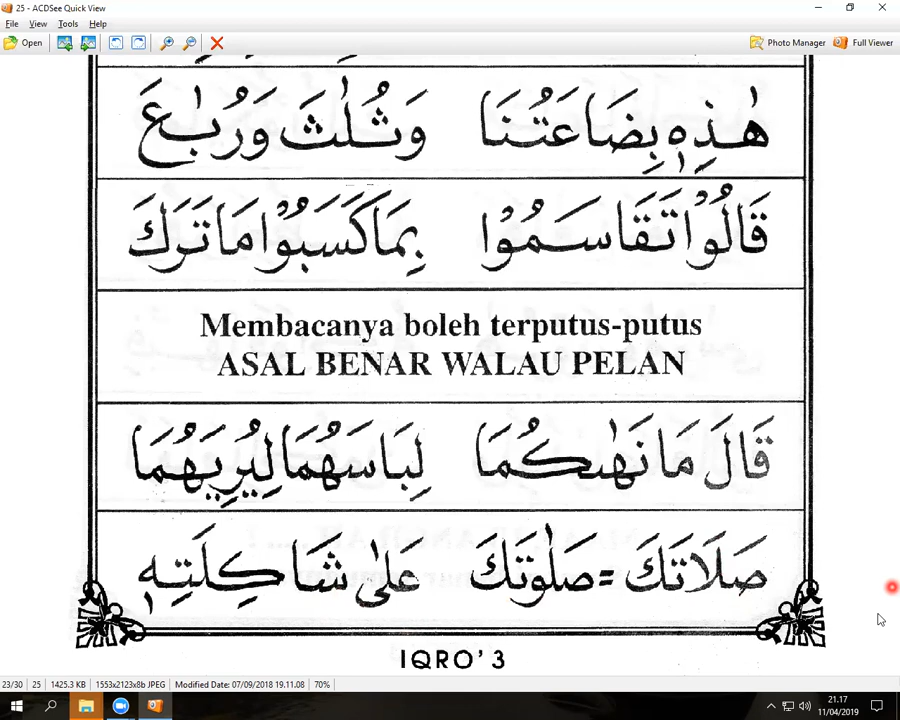 25 - ACDSee Quick View
File View Tools Help
Open Photo Manager Full Viewer
هٰذِهٖ بِضَاعَتُنَا وَثُلٰثَ وَرُبٰعَ
قَالُوْا تَقَاسَمُوْا بِمَا كَسَبُوْا مَا تَرَكَ
Membacanya boleh terputus-putus
ASAL BENAR WALAU PELAN
قَالَ مَا نَهٰىكُمَا لِبَاسَهُمَا لِيُرِيَهُمَا
صَلَاتَكَ = صَلٰوتَكَ عَلٰى شَاكِلَتِهٖ
IQRO' 3
23/30 25 1425.3 KB 1553x2123x8b JPEG Modified Date: 07/09/2018 19.11.08 70%
21.17
11/04/2019